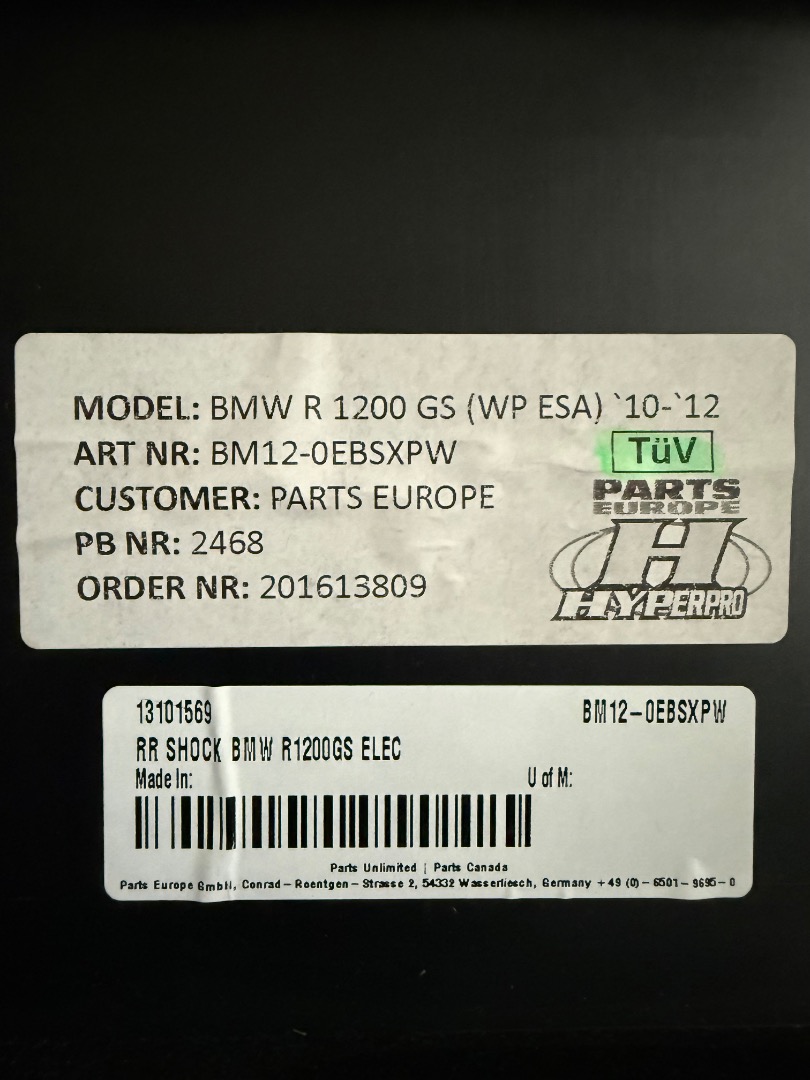 MODEL: BMW R 1200 GS (WP ESA) `10-`12
ART NR: BM12-0EBSXPW
TüV
CUSTOMER: PARTS EUROPE
PARTS
EUROPE
PB NR: 2468
H
ORDER NR: 201613809
HYPERPRO
13101569 BM12-0EBSXPW
RR SHOCK BMW R1200GS ELEC
Made In: U of M:
Parts Unlimited | Parts Canada
Parts Europe GmbH, Conrad-Roentgen-Strasse 2, 54332 Wasserliesch, Germany +49 (0)-6501-9695-0